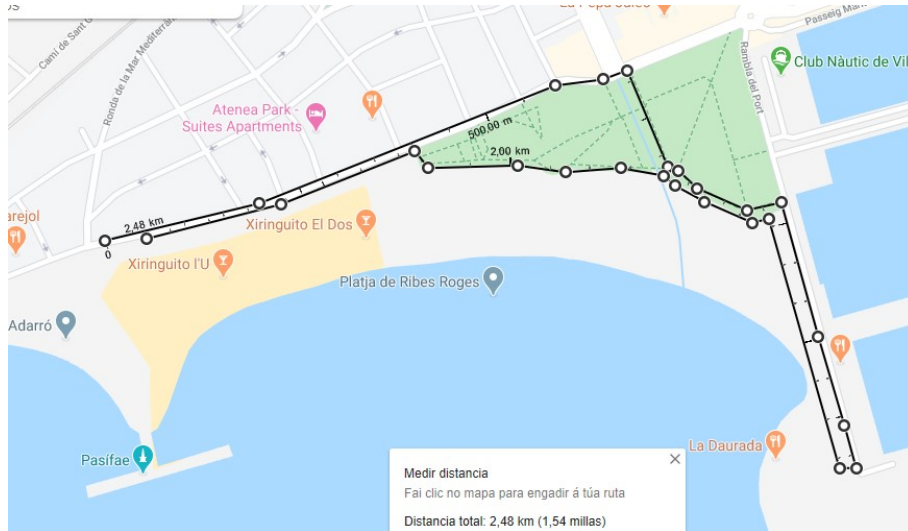 OS
La Pepa Jules
Passeig Mar
Camí de Sant G
Ronda de la Mar Mediterràn
Rambla del Port
Club Nàutic de Vil
Atenea Park -
Suites Apartments
500,00 m
2,00 km
arejol
2,48 km
0
Xiringuito El Dos
Xiringuito l'U
Platja de Ribes Roges
Adarró
La Daurada
Pasífae
Medir distancia
Fai clic no mapa para engadir á túa ruta
Distancia total: 2,48 km (1,54 millas)